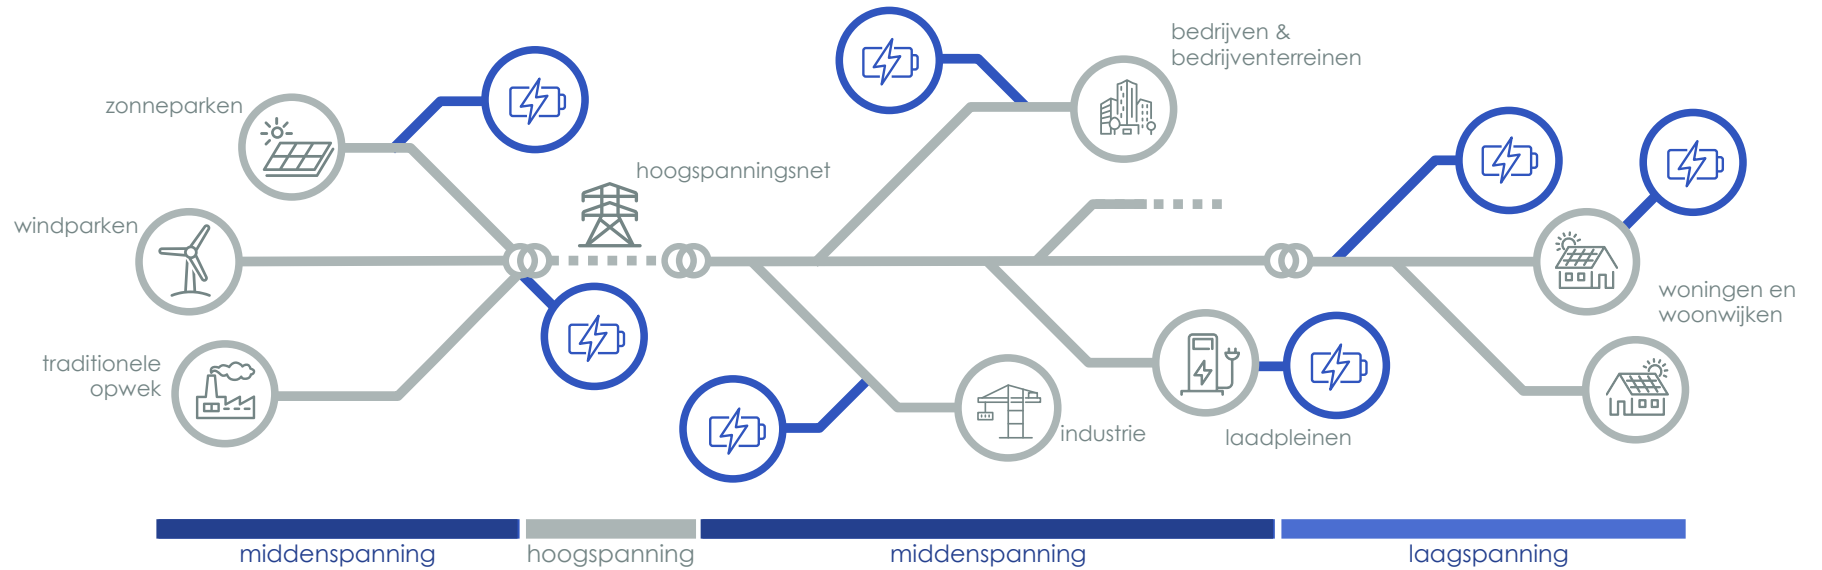 zonneparken
windparken
traditionele
opwek
hoogspanningsnet
bedrijven &
bedrijventerreinen
industrie
laadpleinen
woningen en
woonwijken
middenspanning
hoogspanning
middenspanning
laagspanning